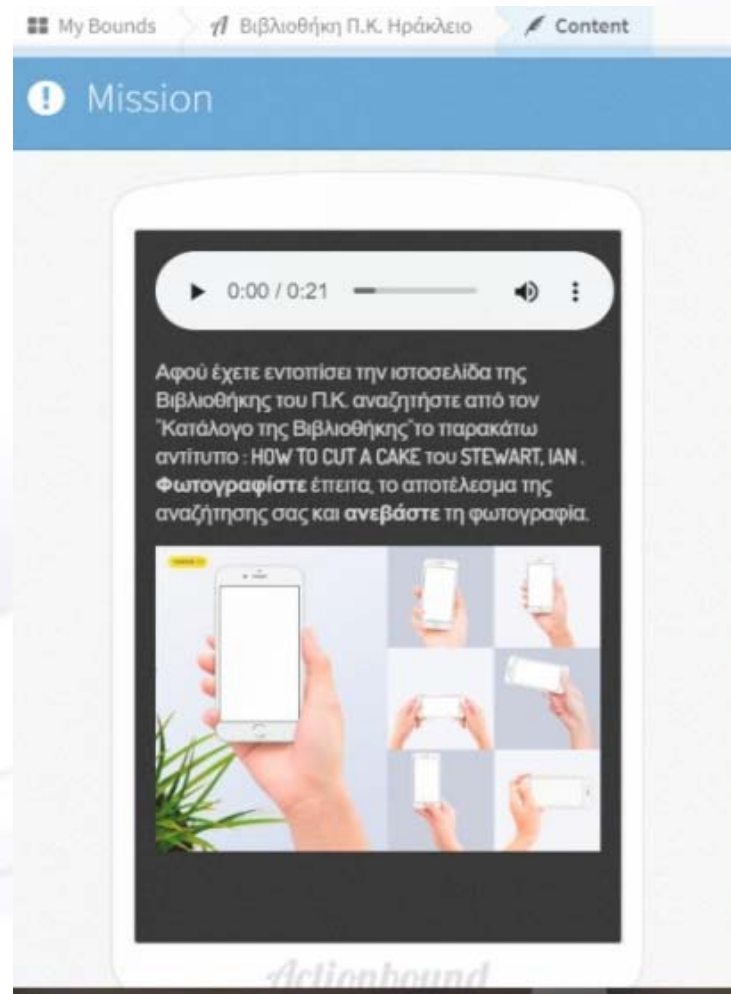 My Bounds
Βιβλιοθήκη Π.Κ. Ηράκλειο
Content
Mission
0:00 / 0:21
Αφού έχετε εντοπίσει την ιστοσελίδα της
Βιβλιοθήκης του Π.Κ. αναζητήστε από τον
"Κατάλογο της Βιβλιοθήκης"το παρακάτω
αντίτυπο : HOW TO CUT A CAKE του STEWART, IAN .
Φωτογραφίστε έπειτα, το αποτέλεσμα της
αναζήτησης σας και ανεβάστε τη φωτογραφία.
Actionbound